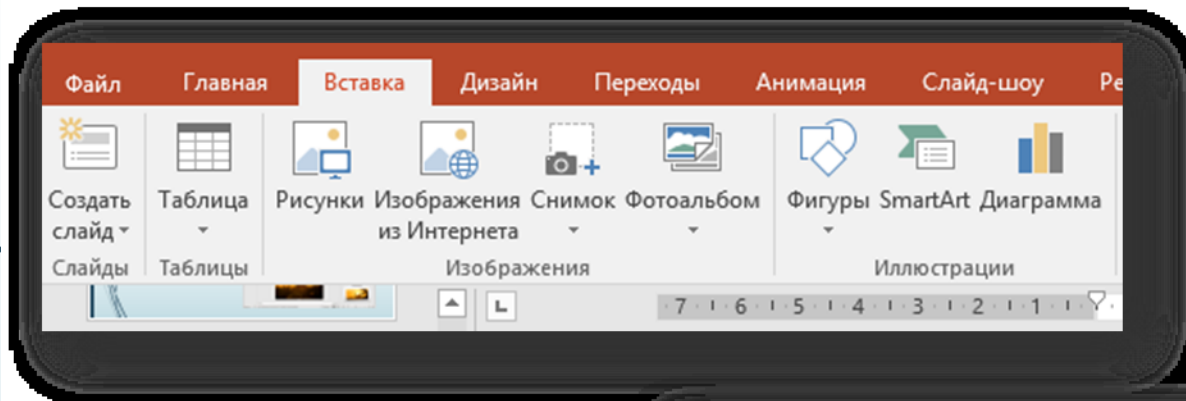 Файл Главная Вставка Дизайн Переходы Анимация Слайд-шоу Ре
Создать слайд Таблица Рисунки Изображения из Интернета Снимок Фотоальбом Фигуры SmartArt Диаграмма
Слайды Таблицы Изображения Иллюстрации
L 7 6 5 4 3 2 1